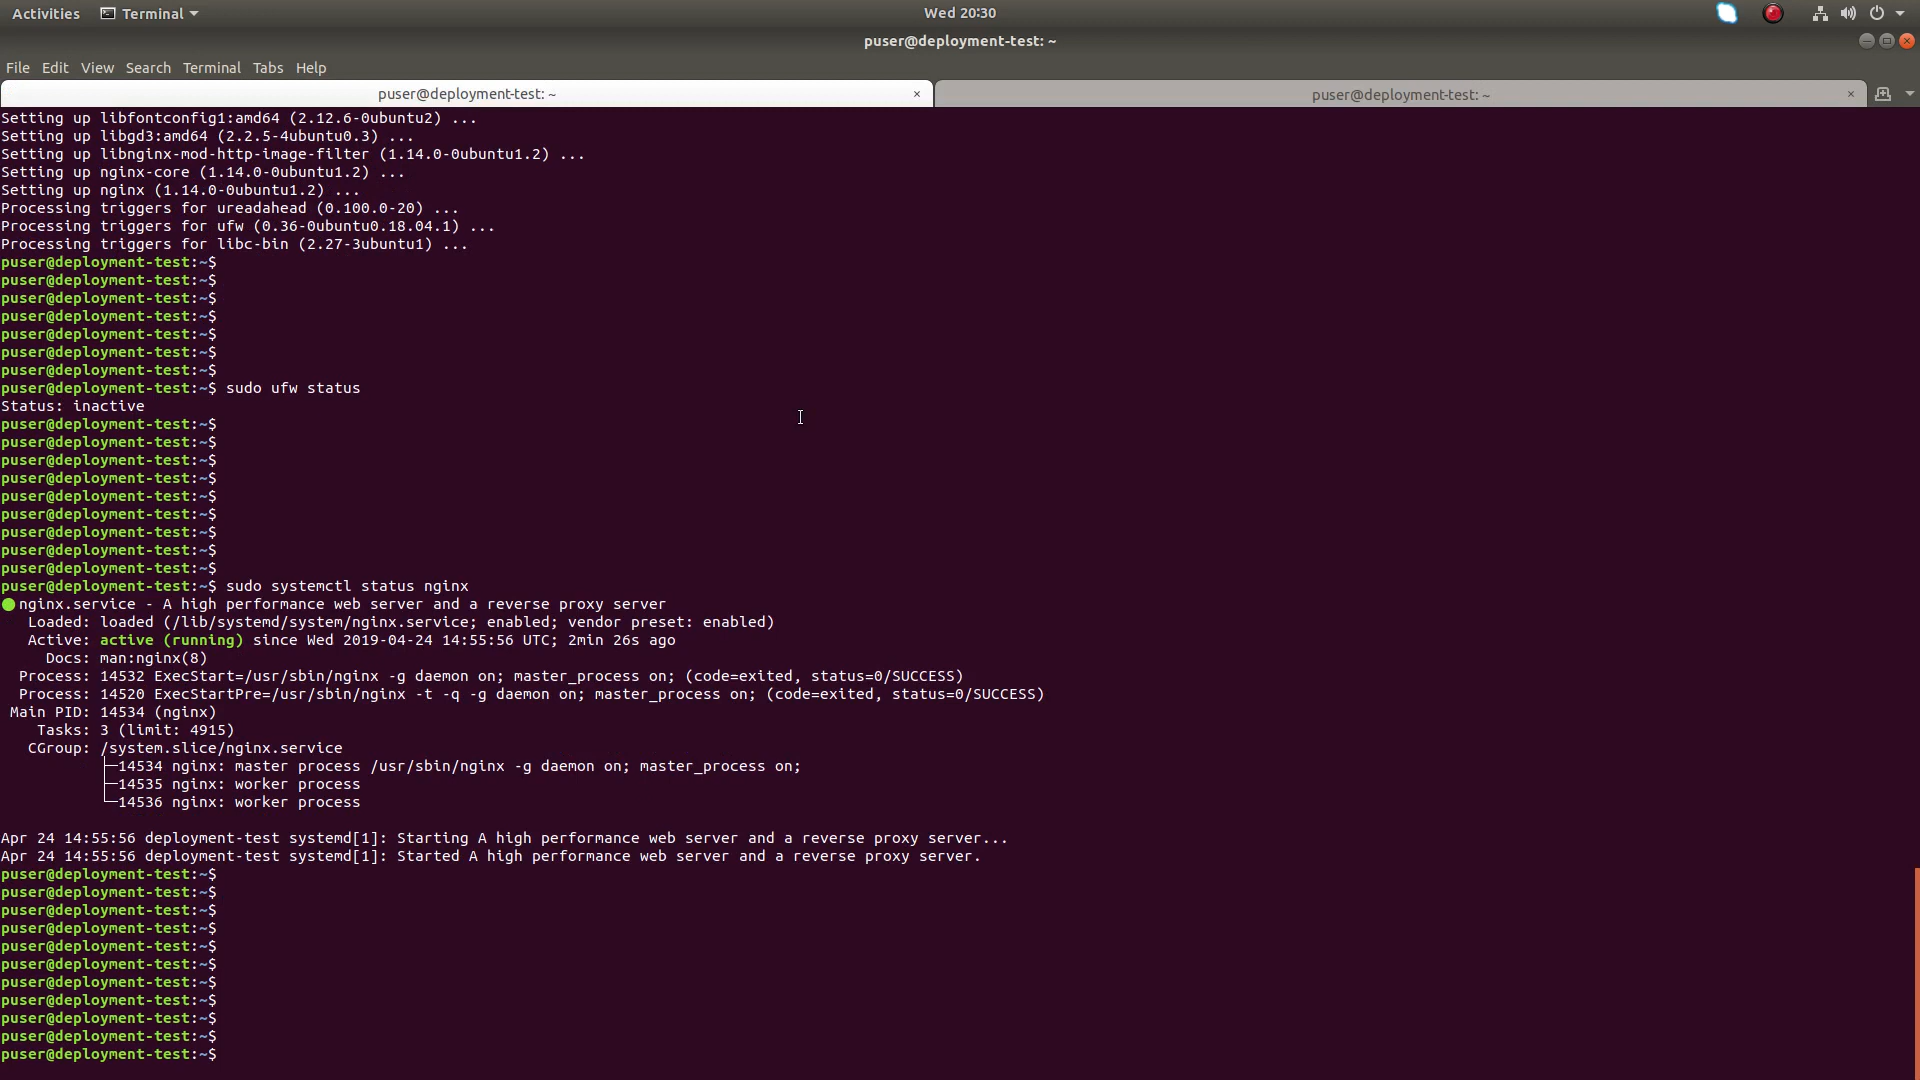 Activities Terminal Wed 20:30
puser@deployment-test: ~
File Edit View Search Terminal Tabs Help
puser@deployment-test: ~ × puser@deployment-test: ~ ×
Setting up libfontconfig1:amd64 (2.12.6-0ubuntu2) ...
Setting up libgd3:amd64 (2.2.5-4ubuntu0.3) ...
Setting up libnginx-mod-http-image-filter (1.14.0-0ubuntu1.2) ...
Setting up nginx-core (1.14.0-0ubuntu1.2) ...
Setting up nginx (1.14.0-0ubuntu1.2) ...
Processing triggers for ureadahead (0.100.0-20) ...
Processing triggers for ufw (0.36-0ubuntu0.18.04.1) ...
Processing triggers for libc-bin (2.27-3ubuntu1) ...
puser@deployment-test:~$
puser@deployment-test:~$
puser@deployment-test:~$
puser@deployment-test:~$
puser@deployment-test:~$
puser@deployment-test:~$
puser@deployment-test:~$
puser@deployment-test:~$ sudo ufw status
Status: inactive
puser@deployment-test:~$
puser@deployment-test:~$
puser@deployment-test:~$
puser@deployment-test:~$
puser@deployment-test:~$
puser@deployment-test:~$
puser@deployment-test:~$
puser@deployment-test:~$
puser@deployment-test:~$
puser@deployment-test:~$ sudo systemctl status nginx
● nginx.service - A high performance web server and a reverse proxy server
Loaded: loaded (/lib/systemd/system/nginx.service; enabled; vendor preset: enabled)
Active: active (running) since Wed 2019-04-24 14:55:56 UTC; 2min 26s ago
Docs: man:nginx(8)
Process: 14532 ExecStart=/usr/sbin/nginx -g daemon on; master_process on; (code=exited, status=0/SUCCESS)
Process: 14520 ExecStartPre=/usr/sbin/nginx -t -q -g daemon on; master_process on; (code=exited, status=0/SUCCESS)
Main PID: 14534 (nginx)
Tasks: 3 (limit: 4915)
CGroup: /system.slice/nginx.service
├─14534 nginx: master process /usr/sbin/nginx -g daemon on; master_process on;
├─14535 nginx: worker process
└─14536 nginx: worker process
Apr 24 14:55:56 deployment-test systemd[1]: Starting A high performance web server and a reverse proxy server...
Apr 24 14:55:56 deployment-test systemd[1]: Started A high performance web server and a reverse proxy server.
puser@deployment-test:~$
puser@deployment-test:~$
puser@deployment-test:~$
puser@deployment-test:~$
puser@deployment-test:~$
puser@deployment-test:~$
puser@deployment-test:~$
puser@deployment-test:~$
puser@deployment-test:~$
puser@deployment-test:~$
puser@deployment-test:~$